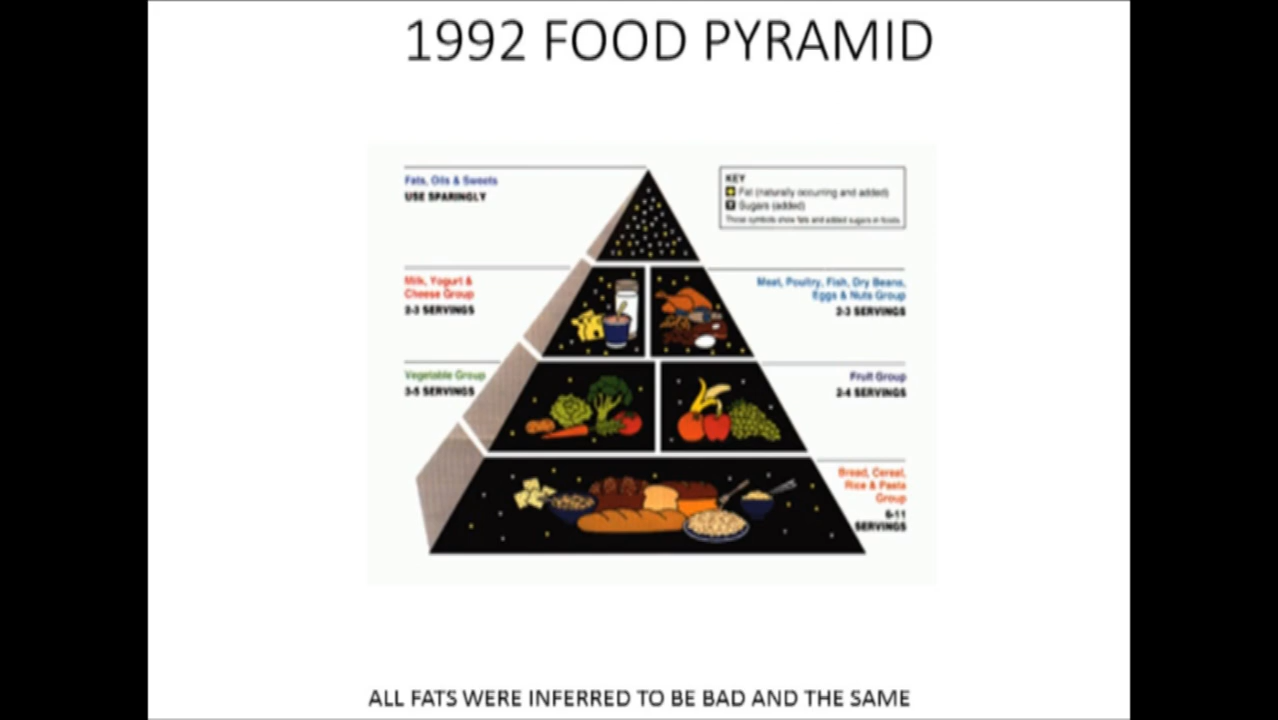 1992 FOOD PYRAMID
Fats, Oils & Sweets
USE SPARINGLY
KEY
Fat (naturally occurring and added)
Sugars (added)
These symbols show fats and added sugars in foods
Milk, Yogurt &
Cheese Group
2-3 SERVINGS
Meat, Poultry, Fish, Dry Beans,
Eggs & Nuts Group
2-3 SERVINGS
Vegetable Group
3-5 SERVINGS
Fruit Group
2-4 SERVINGS
Bread, Cereal,
Rice & Pasta
Group
6-11
SERVINGS
ALL FATS WERE INFERRED TO BE BAD AND THE SAME